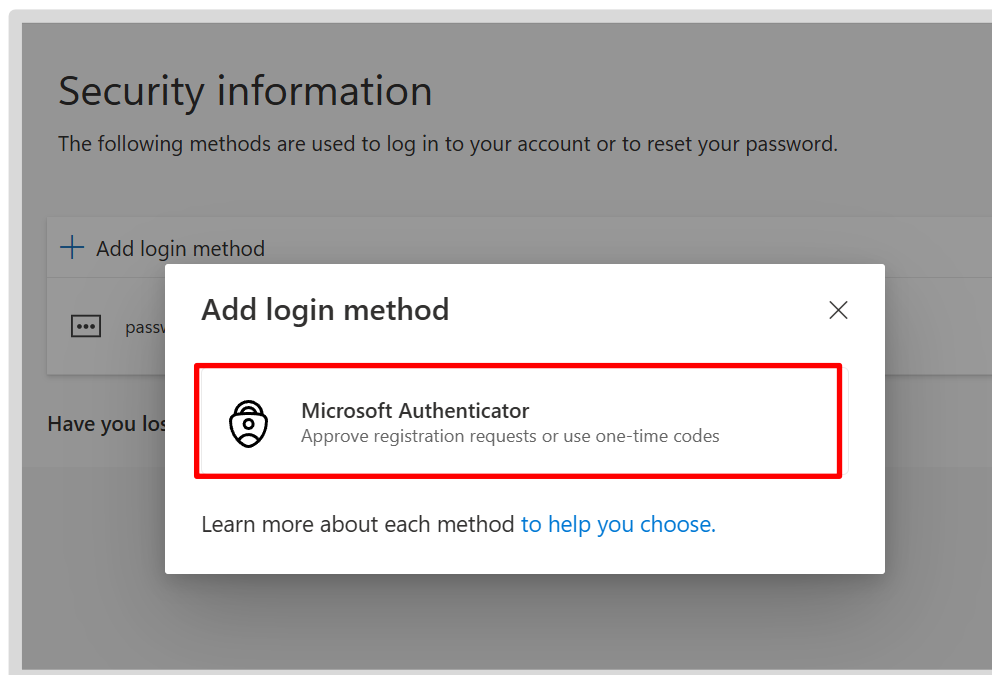 Security information
The following methods are used to log in to your account or to reset your password.
Add login method
Add login method
Microsoft Authenticator
Approve registration requests or use one-time codes
Have you
Learn more about each method to help you choose.